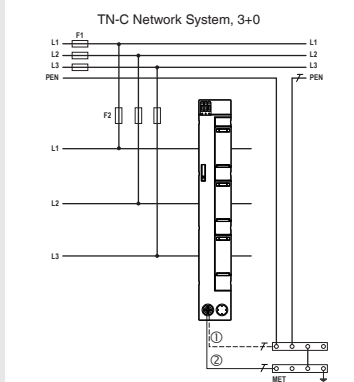 TN-C Network System, 3+0
F1
L1 L1
L2 L2
L3 L3
PEN PEN
F2
L1
L2
L3
①
②
MET